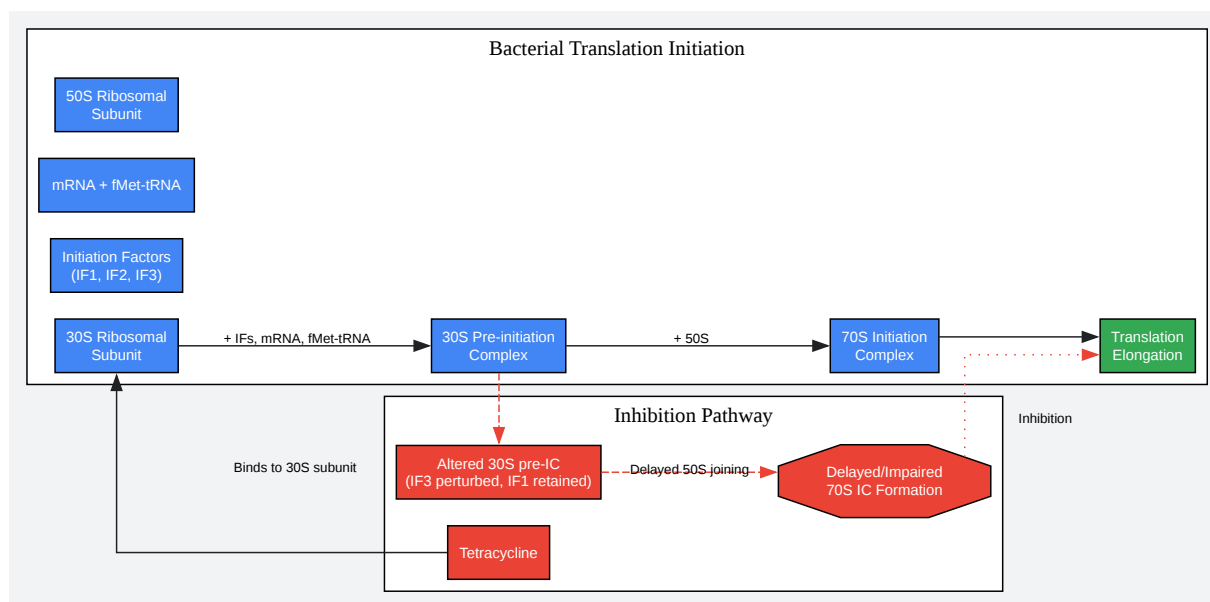 Bacterial Translation Initiation
50S Ribosomal
Subunit
mRNA + fMet-tRNA
Initiation Factors
(IF1, IF2, IF3)
30S Ribosomal
Subunit
+ IFs, mRNA, fMet-tRNA
30S Pre-initiation
Complex
+ 50S
70S Initiation
Complex
Translation
Elongation
Inhibition Pathway
Inhibition
Binds to 30S subunit
Altered 30S pre-IC
(IF3 perturbed, IF1 retained)
Delayed 50S joining
Delayed/Impaired
70S IC Formation
Tetracycline